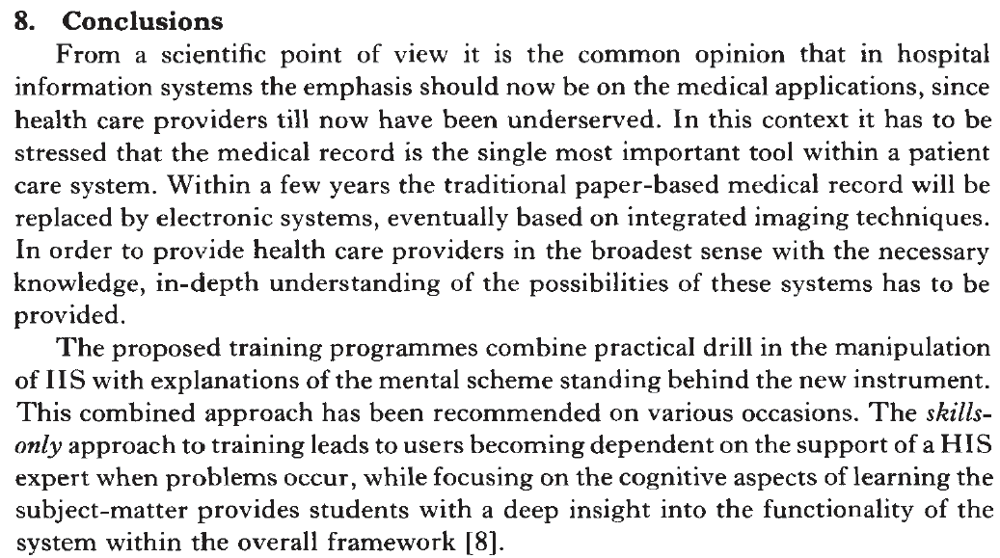 8. Conclusions
From a scientific point of view it is the common opinion that in hospital
information systems the emphasis should now be on the medical applications, since
health care providers till now have been underserved. In this context it has to be
stressed that the medical record is the single most important tool within a patient
care system. Within a few years the traditional paper-based medical record will be
replaced by electronic systems, eventually based on integrated imaging techniques.
In order to provide health care providers in the broadest sense with the necessary
knowledge, in-depth understanding of the possibilities of these systems has to be
provided.
The proposed training programmes combine practical drill in the manipulation
of IIS with explanations of the mental scheme standing behind the new instrument.
This combined approach has been recommended on various occasions. The skills-
only approach to training leads to users becoming dependent on the support of a HIS
expert when problems occur, while focusing on the cognitive aspects of learning the
subject-matter provides students with a deep insight into the functionality of the
system within the overall framework [8].